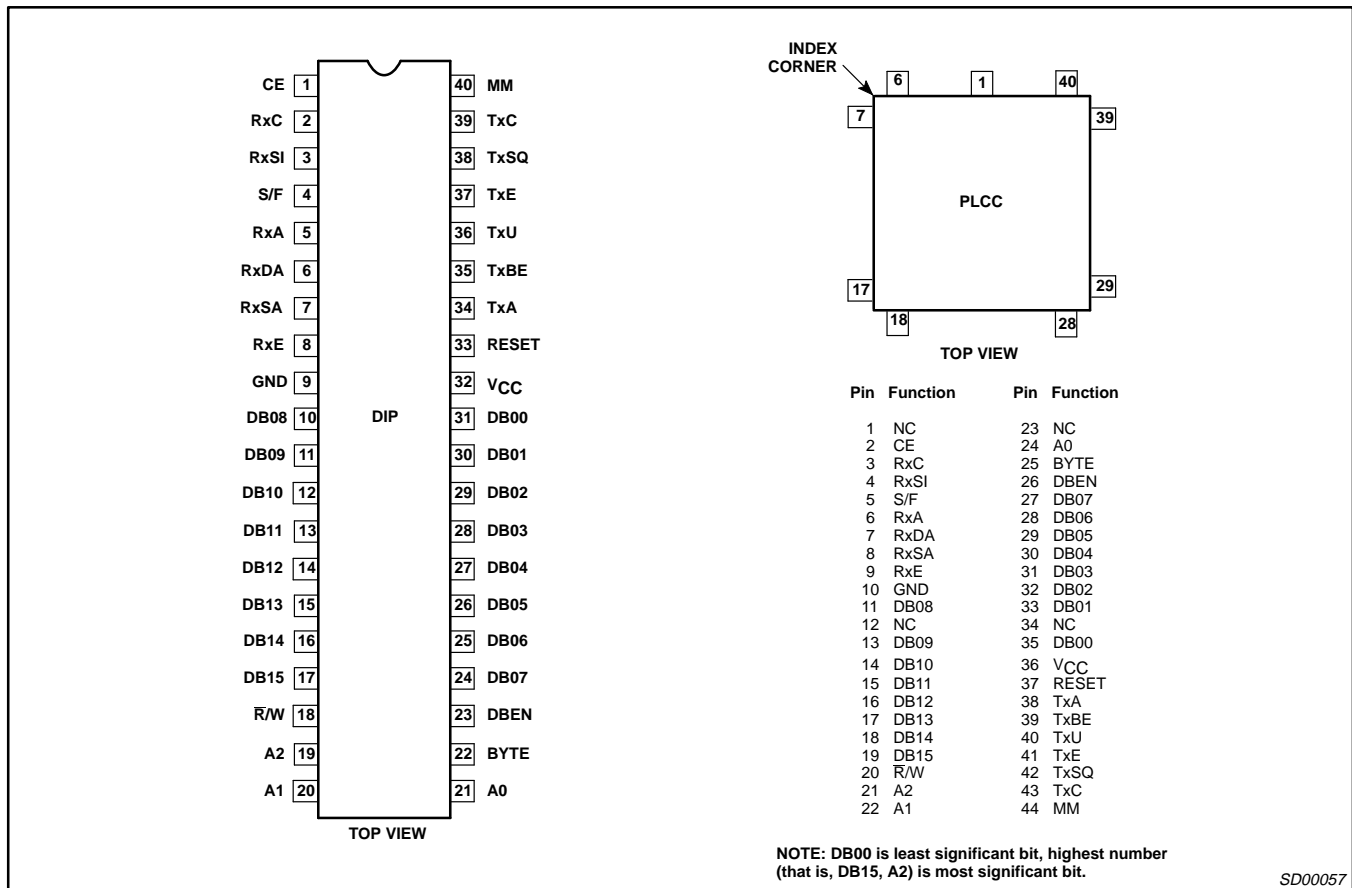 CE 1 40 MM
RxC 2 39 TxC
RxSI 3 38 TxSQ
S/F 4 37 TxE
RxA 5 36 TxU
RxDA 6 35 TxBE
RxSA 7 34 TxA
RxE 8 33 RESET
GND 9 32 VCC
DB08 10 DIP 31 DB00
DB09 11 30 DB01
DB10 12 29 DB02
DB11 13 28 DB03
DB12 14 27 DB04
DB13 15 26 DB05
DB14 16 25 DB06
DB15 17 24 DB07
R̅/W 18 23 DBEN
A2 19 22 BYTE
A1 20 21 A0
TOP VIEW
INDEX
CORNER
6 1 40
7 39
PLCC
17 29
18 28
TOP VIEW
Pin Function Pin Function
1 NC 23 NC
2 CE 24 A0
3 RxC 25 BYTE
4 RxSI 26 DBEN
5 S/F 27 DB07
6 RxA 28 DB06
7 RxDA 29 DB05
8 RxSA 30 DB04
9 RxE 31 DB03
10 GND 32 DB02
11 DB08 33 DB01
12 NC 34 NC
13 DB09 35 DB00
14 DB10 36 VCC
15 DB11 37 RESET
16 DB12 38 TxA
17 DB13 39 TxBE
18 DB14 40 TxU
19 DB15 41 TxE
20 R̅/W 42 TxSQ
21 A2 43 TxC
22 A1 44 MM
NOTE: DB00 is least significant bit, highest number
(that is, DB15, A2) is most significant bit.
SD00057